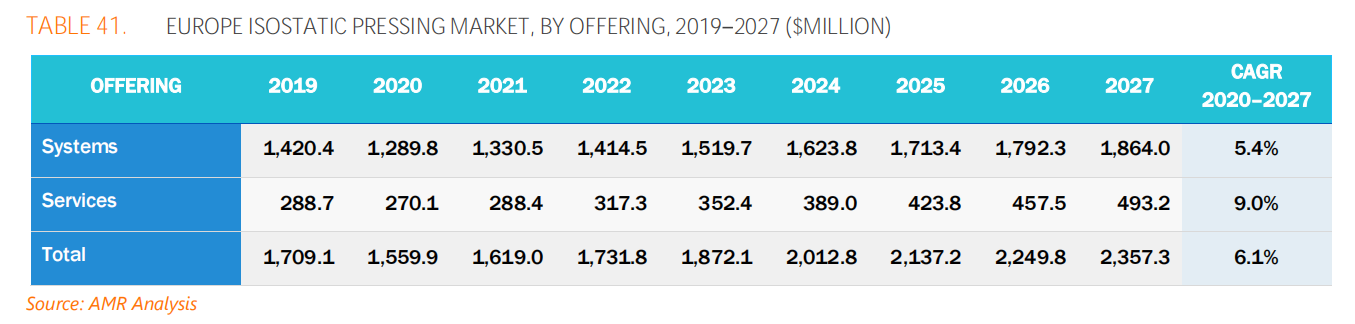 TABLE 41. EUROPE ISOSTATIC PRESSING MARKET, BY OFFERING, 2019–2027 ($MILLION)
OFFERING 2019 2020 2021 2022 2023 2024 2025 2026 2027 CAGR 2020–2027
Systems 1,420.4 1,289.8 1,330.5 1,414.5 1,519.7 1,623.8 1,713.4 1,792.3 1,864.0 5.4%
Services 288.7 270.1 288.4 317.3 352.4 389.0 423.8 457.5 493.2 9.0%
Total 1,709.1 1,559.9 1,619.0 1,731.8 1,872.1 2,012.8 2,137.2 2,249.8 2,357.3 6.1%
Source: AMR Analysis